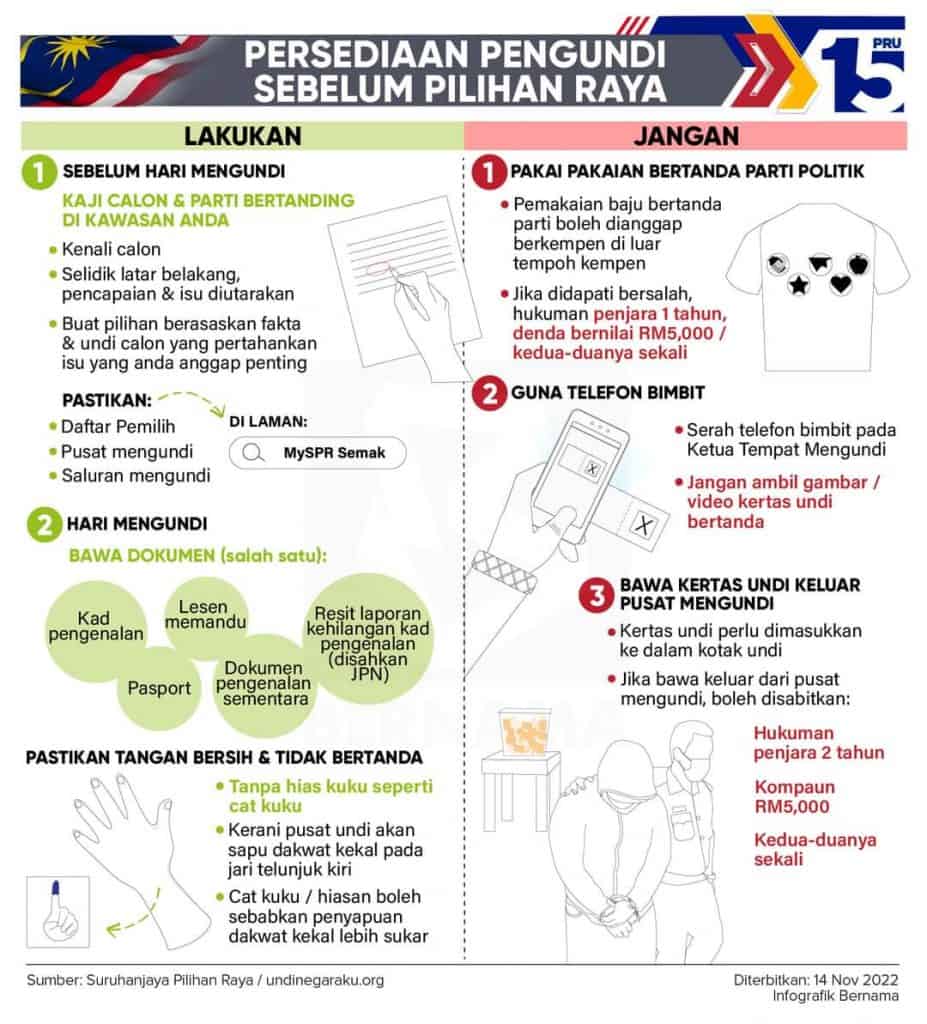 PERSEDIAAN PENGUNDI
SEBELUM PILIHAN RAYA
PRU
15
LAKUKAN
1 SEBELUM HARI MENGUNDI
KAJI CALON & PARTI BERTANDING
DI KAWASAN ANDA
• Kenali calon
• Selidik latar belakang,
pencapaian & isu diutarakan
• Buat pilihan berasaskan fakta
& undi calon yang pertahankan
isu yang anda anggap penting
PASTIKAN:
• Daftar Pemilih
• Pusat mengundi
• Saluran mengundi
DI LAMAN:
MySPR Semak
2 HARI MENGUNDI
BAWA DOKUMEN (salah satu):
Kad
pengenalan
Lesen
memandu
Resit laporan
kehilangan kad
pengenalan
(disahkan
JPN)
Pasport
Dokumen
pengenalan
sementara
PASTIKAN TANGAN BERSIH & TIDAK BERTANDA
• Tanpa hias kuku seperti
cat kuku
• Kerani pusat undi akan
sapu dakwat kekal pada
jari telunjuk kiri
• Cat kuku / hiasan boleh
sebabkan penyapuan
dakwat kekal lebih sukar
JANGAN
1 PAKAI PAKAIAN BERTANDA PARTI POLITIK
• Pemakaian baju bertanda
parti boleh dianggap
berkempen di luar
tempoh kempen
• Jika didapati bersalah,
hukuman penjara 1 tahun,
denda bernilai RM5,000 /
kedua-duanya sekali
2 GUNA TELEFON BIMBIT
• Serah telefon bimbit pada
Ketua Tempat Mengundi
• Jangan ambil gambar /
video kertas undi
bertanda
3 BAWA KERTAS UNDI KELUAR
PUSAT MENGUNDI
• Kertas undi perlu dimasukkan
ke dalam kotak undi
• Jika bawa keluar dari pusat
mengundi, boleh disabitkan:
Hukuman
penjara 2 tahun
Kompaun
RM5,000
Kedua-duanya
sekali
BERNAMA
Sumber: Suruhanjaya Pilihan Raya / undinegaraku.org
Diterbitkan: 14 Nov 2022
Infografik Bernama